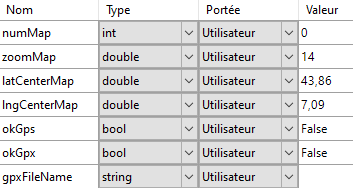 Nom Type Portée Valeur
numMap int Utilisateur 0
zoomMap double Utilisateur 14
latCenterMap double Utilisateur 43,86
lngCenterMap double Utilisateur 7,09
okGps bool Utilisateur False
okGpx bool Utilisateur False
gpxFileName string Utilisateur